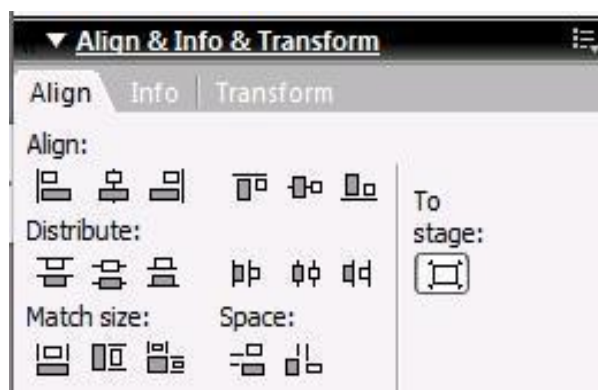 Align & Info & Transform
Align Info Transform
Align:
To
stage:
Distribute:
Match size: Space: